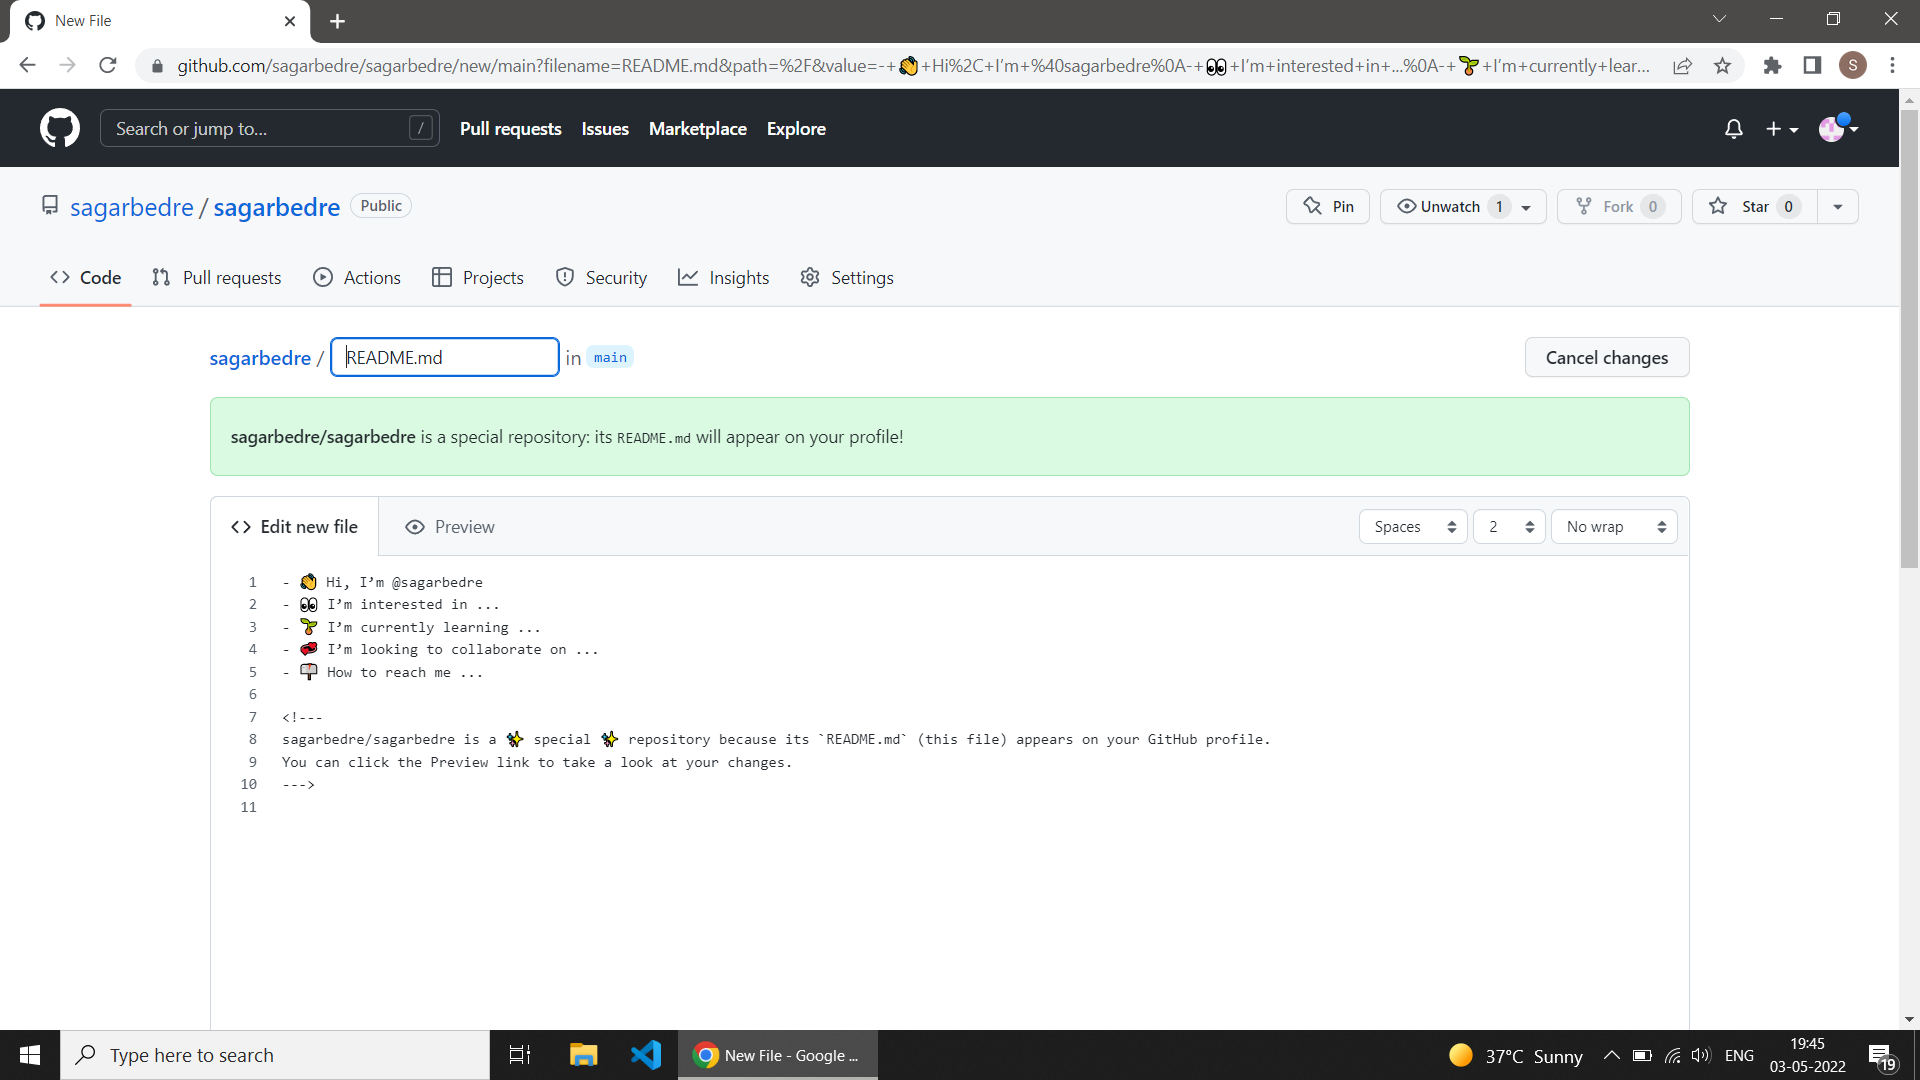 New File
github.com/sagarbedre/sagarbedre/new/main?filename=README.md&path=%2F&value=-+👋+Hi%2C+I'm+%40sagarbedre%0A-+👀+I'm+interested+in+...%0A-+🌱+I'm+currently+lear...
S
Search or jump to... /
Pull requests Issues Marketplace Explore
sagarbedre / sagarbedre Public
Pin Unwatch 1 Fork 0 Star 0
Code Pull requests Actions Projects Security Insights Settings
sagarbedre / README.md in main Cancel changes
sagarbedre/sagarbedre is a special repository: its README.md will appear on your profile!
<> Edit new file Preview Spaces 2 No wrap
1 - 👋 Hi, I’m @sagarbedre
2 - 👀 I’m interested in ...
3 - 🌱 I’m currently learning ...
4 - 💞️ I’m looking to collaborate on ...
5 - 📫 How to reach me ...
6
7 <!---
8 sagarbedre/sagarbedre is a ✨ special ✨ repository because its `README.md` (this file) appears on your GitHub profile.
9 You can click the Preview link to take a look at your changes.
10 --->
11
Type here to search
New File - Google ...
37°C Sunny
ENG
19:45
03-05-2022
19